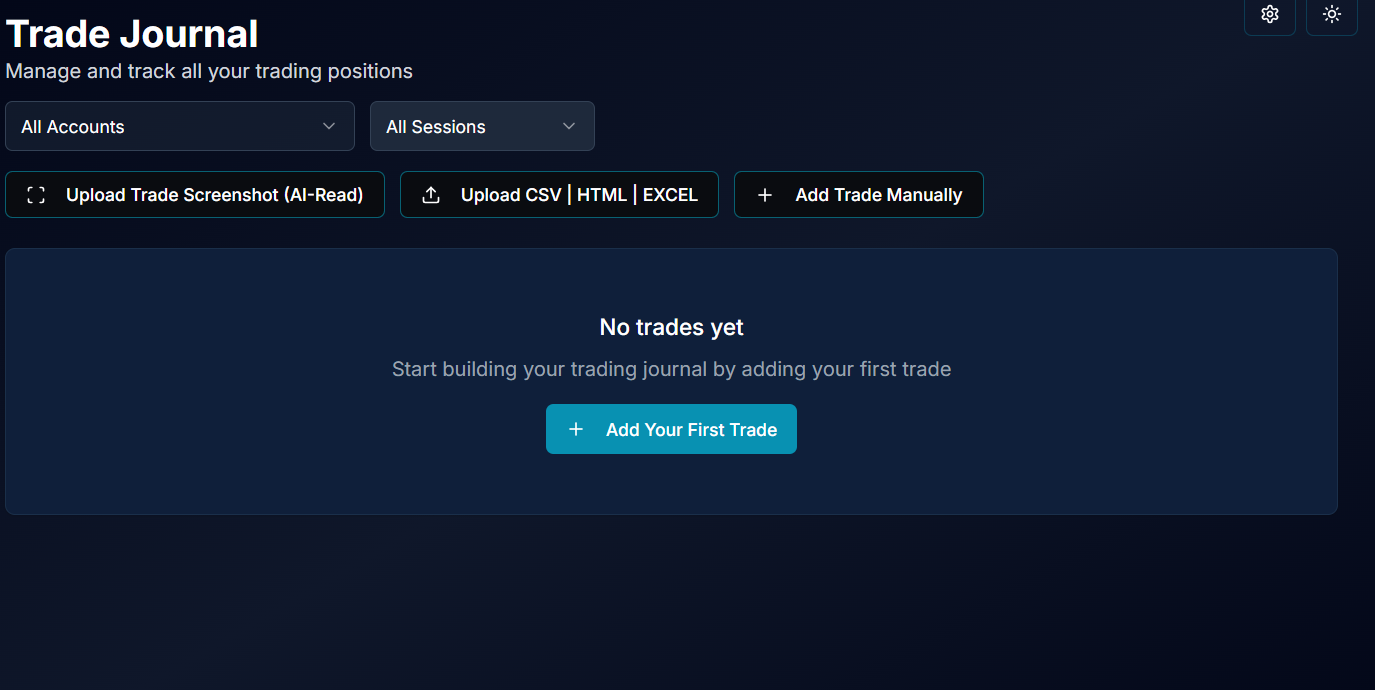 Trade Journal
Manage and track all your trading positions
All Accounts
All Sessions
Upload Trade Screenshot (AI-Read)
Upload CSV | HTML | EXCEL
Add Trade Manually
No trades yet
Start building your trading journal by adding your first trade
Add Your First Trade